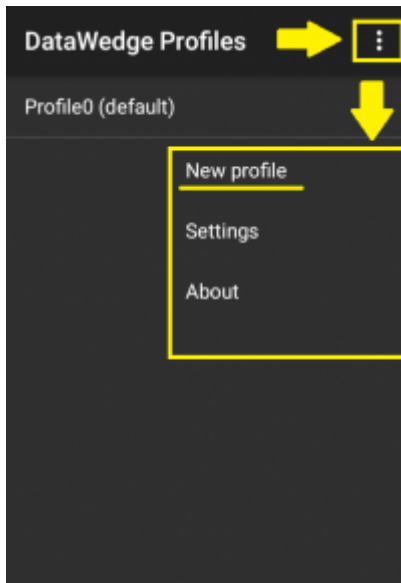 DataWedge Profiles
Profile0 (default)
New profile
Settings
About